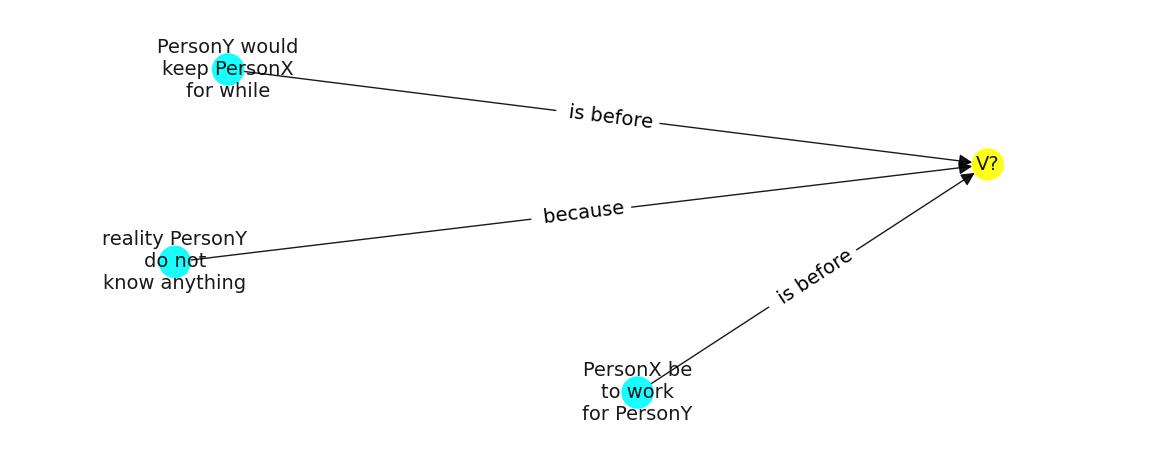 PersonY would
keep PersonX
for while
is before
V?
because
reality PersonY
do not
know anything
is before
PersonX be
to work
for PersonY